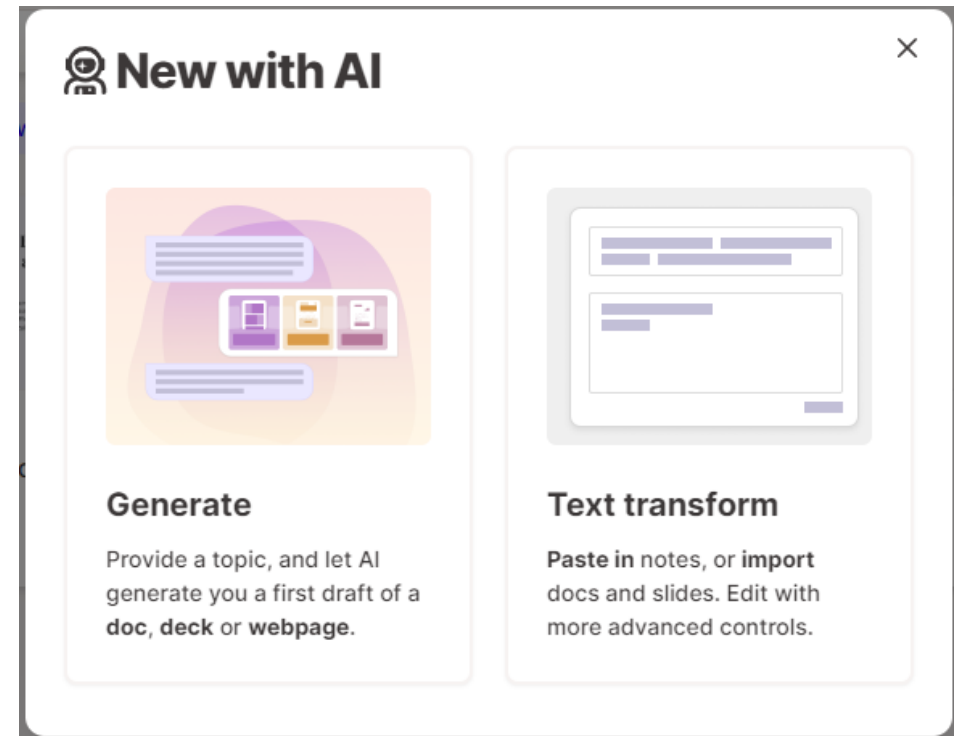 New with AI
Generate
Provide a topic, and let AI
generate you a first draft of a
doc, deck or webpage.
Text transform
Paste in notes, or import
docs and slides. Edit with
more advanced controls.